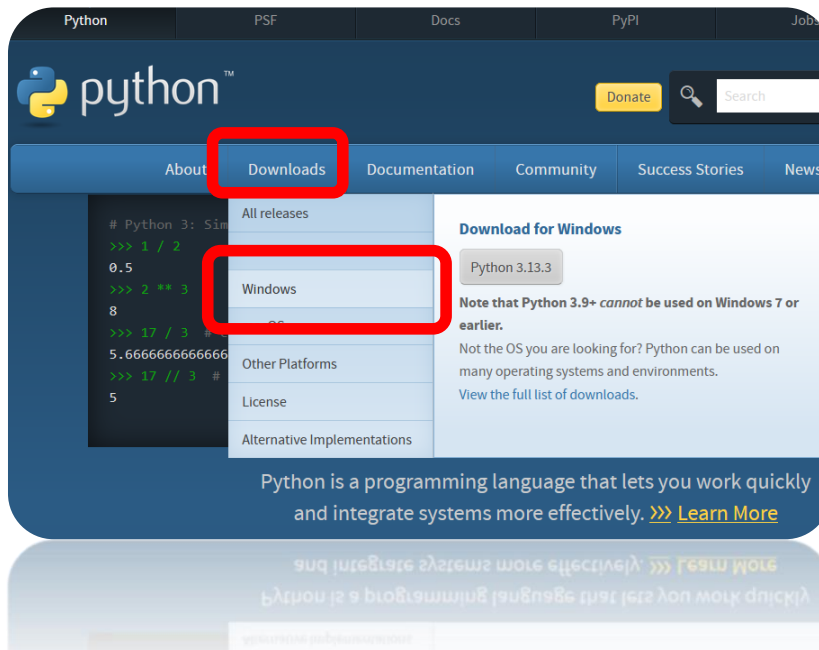 Python
PSF
Docs
PyPI
Jobs
python™
Donate
Search
About
Downloads
Documentation
Community
Success Stories
News
# Python 3: Sim
>>> 1 / 2
0.5
>>> 2 ** 3
8
>>> 17 / 3 #
5.6666666666666
>>> 17 // 3 #
5
All releases
Windows
Other Platforms
License
Alternative Implementations
Download for Windows
Python 3.13.3
Note that Python 3.9+ cannot be used on Windows 7 or
earlier.
Not the OS you are looking for? Python can be used on
many operating systems and environments.
View the full list of downloads.
Python is a programming language that lets you work quickly
and integrate systems more effectively. >>> Learn More